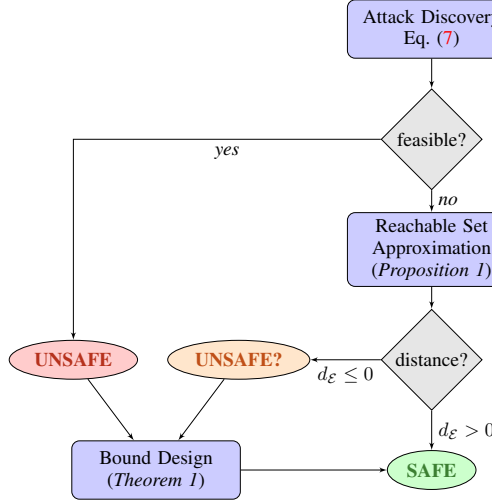 Attack Discovery
Eq. (7)
feasible?
yes
no
Reachable Set
Approximation
(Proposition 1)
UNSAFE
UNSAFE?
distance?
d_ℰ ≤ 0
d_ℰ > 0
Bound Design
(Theorem 1)
SAFE